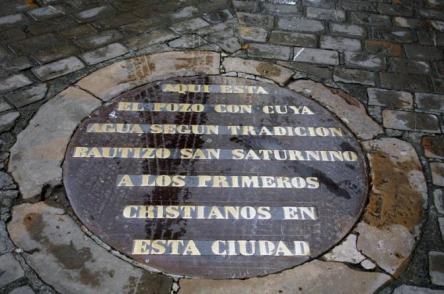 AQUI ESTA
EL POZO CON CUYA
AGUA SEGUN TRADICION
BAUTIZO SAN SATURNINO
A LOS PRIMEROS
CRISTIANOS EN
ESTA CIUDAD